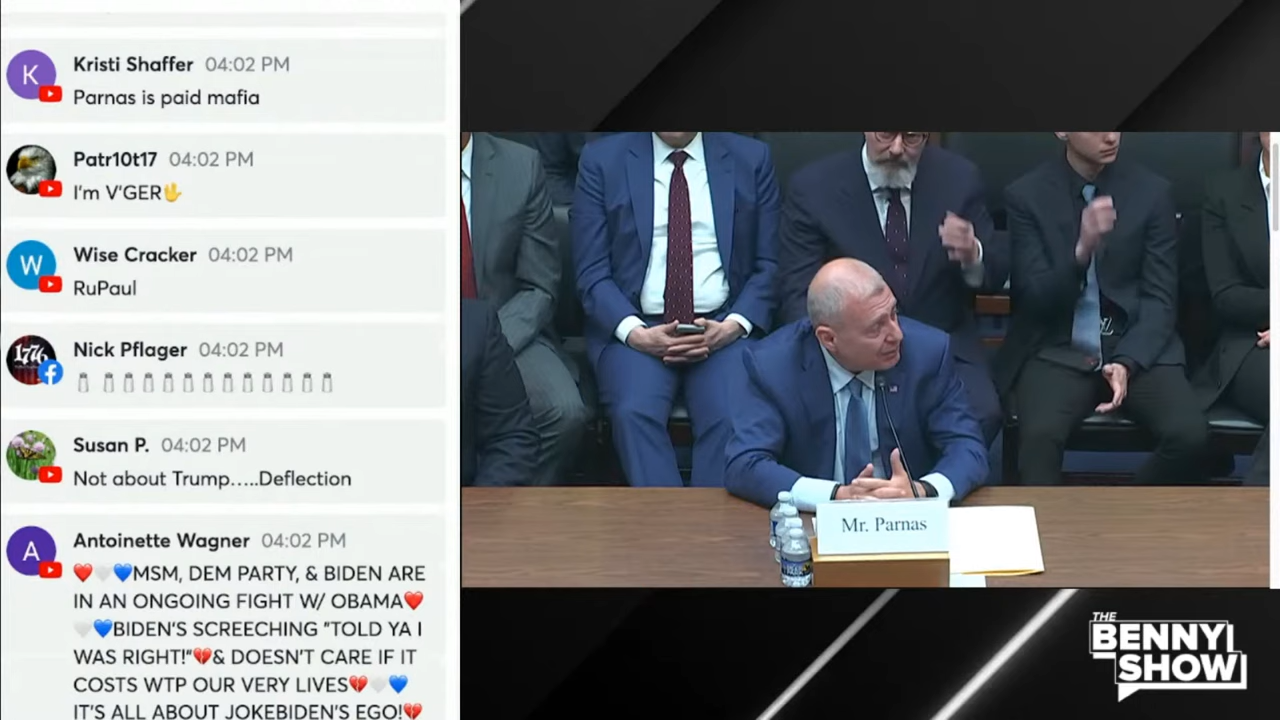 Kristi Shaffer 04:02 PM
Parnas is paid mafia
Patr10t17 04:02 PM
I'm V'GER🖖
Wise Cracker 04:02 PM
RuPaul
Nick Pflager 04:02 PM
Susan P. 04:02 PM
Not about Trump.....Deflection
Antoinette Wagner 04:02 PM
❤️🤍💙MSM, DEM PARTY, & BIDEN ARE
IN AN ONGOING FIGHT W/ OBAMA❤️
🤍💙BIDEN'S SCREECHING "TOLD YA I
WAS RIGHT!"💔& DOESN'T CARE IF IT
COSTS WTP OUR VERY LIVES💔🤍💙
IT'S ALL ABOUT JOKEBIDEN'S EGO!💔
K
W
1776
A
Mr. Parnas
THE
BENNY
SHOW